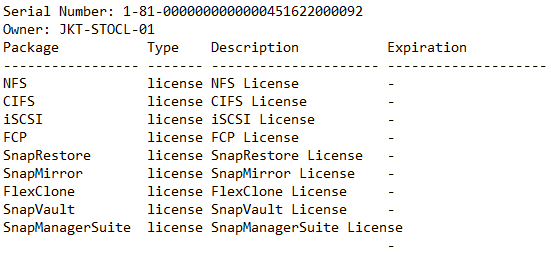 Serial Number: 1-81-0000000000000451622000092
Owner: JKT-STOCL-01
Package           Type    Description           Expiration
----------------- ------- --------------------- --------------------
NFS               license NFS License           -
CIFS              license CIFS License          -
iSCSI             license iSCSI License         -
FCP               license FCP License           -
SnapRestore       license SnapRestore License   -
SnapMirror        license SnapMirror License    -
FlexClone         license FlexClone License     -
SnapVault         license SnapVault License     -
SnapManagerSuite  license SnapManagerSuite License
                                                -